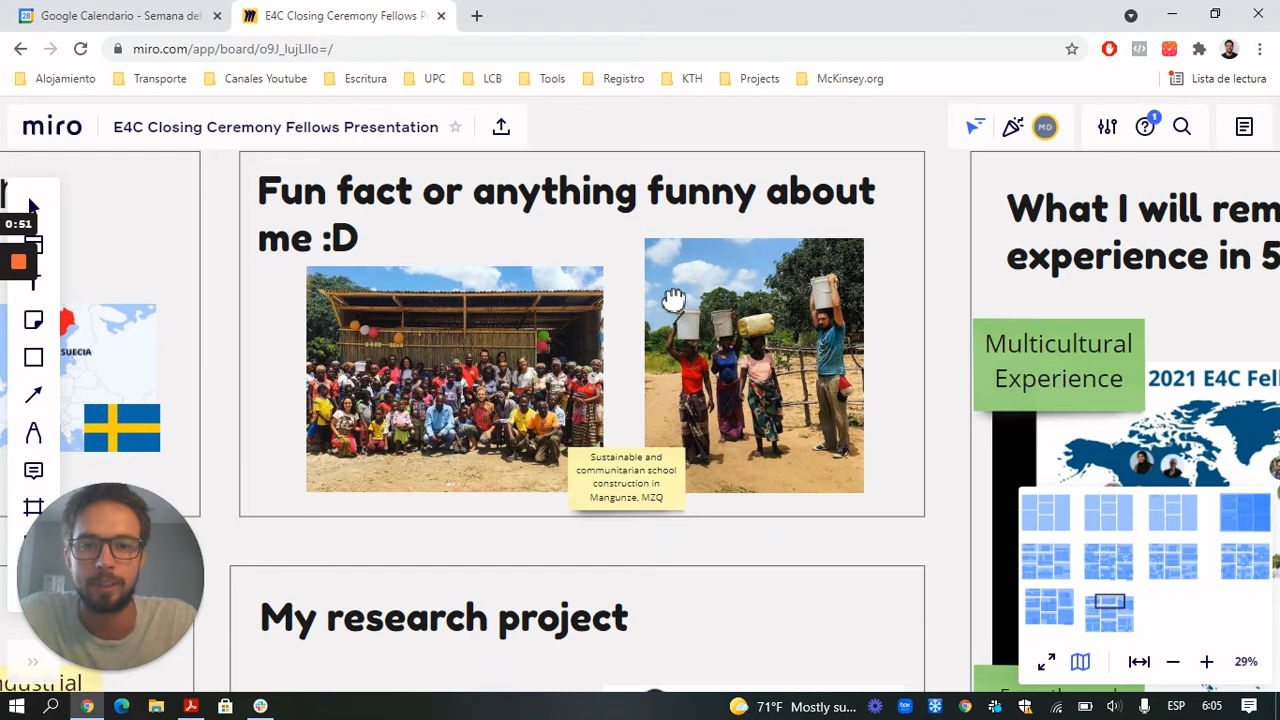 Google Calendario - Semana del
E4C Closing Ceremony Fellows P
miro.com/app/board/o9J_lujLlIo=/
Alojamiento
Transporte
Canales Youtube
Escritura
UPC
LCB
Tools
Registro
KTH
Projects
McKinsey.org
Lista de lectura
miro
E4C Closing Ceremony Fellows Presentation
MD
1
0:51
SUECIA
Fun fact or anything funny about
me :D
Sustainable and
communitarian school
construction in
Mangunze, MZQ
What I will rem
experience in 5
Multicultural
Experience
2021 E4C Fell
My research project
ndustrial
29%
71°F Mostly su...
ESP
6:05